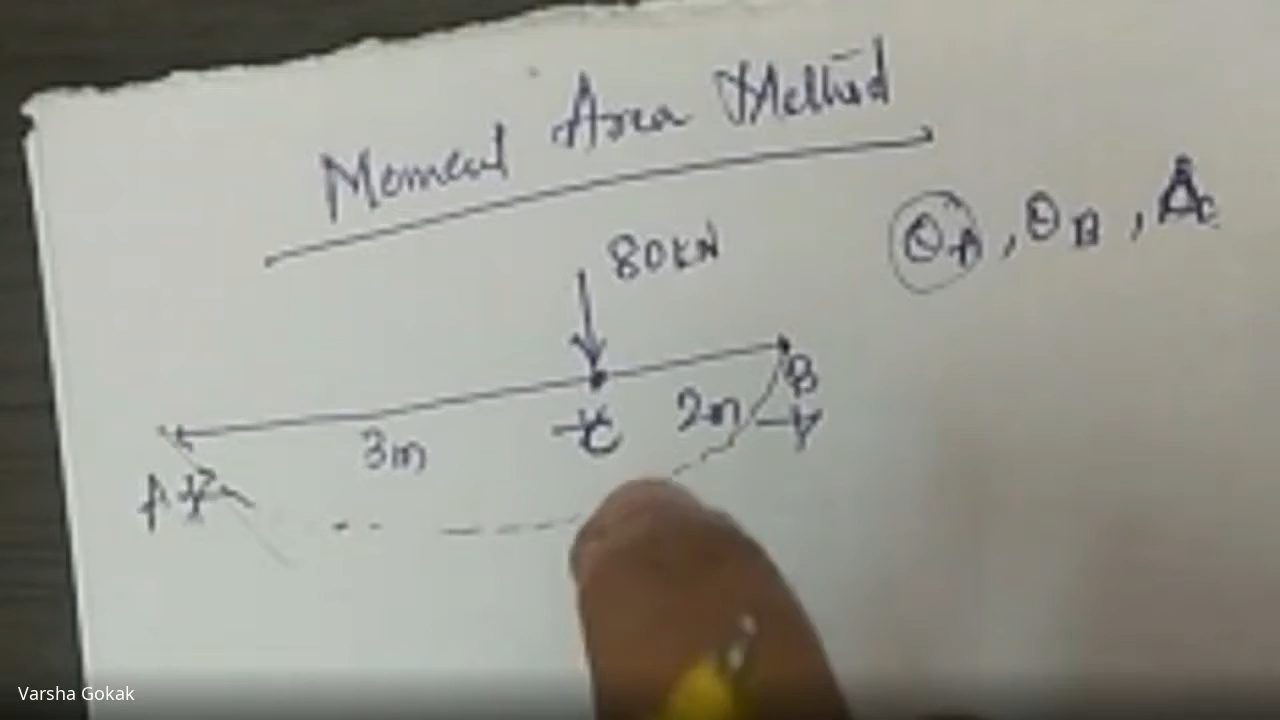 Moment Area Method
80kN
θA, θB, ΔC
3m
C
2m
B
A
Varsha Gokak